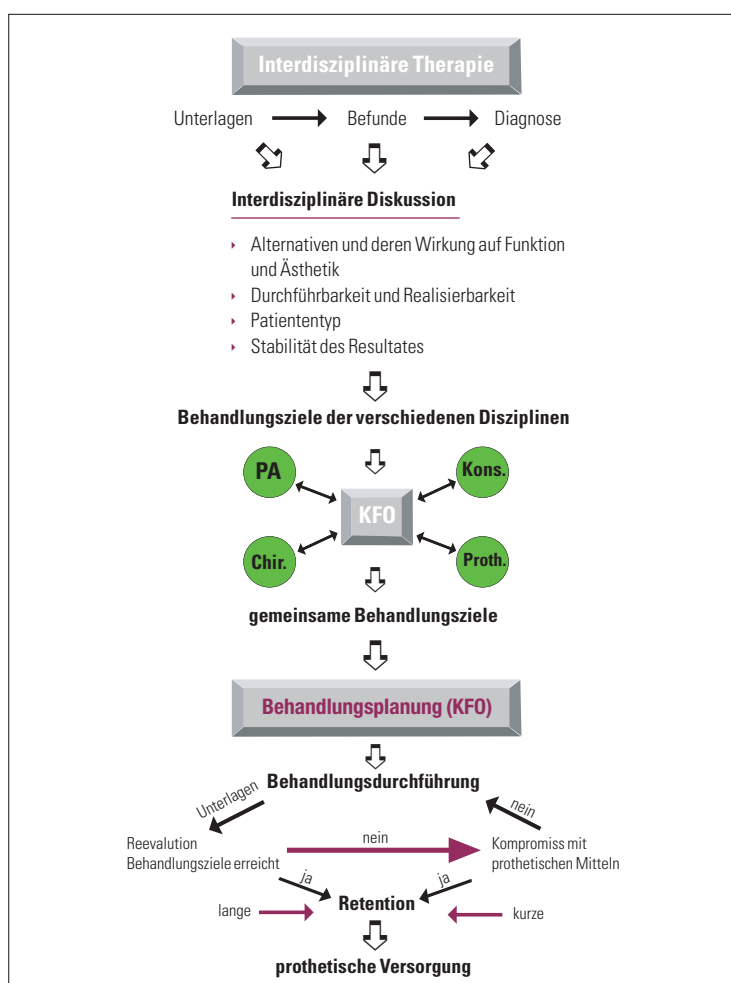 Interdisziplinäre Therapie
Unterlagen Befunde Diagnose
Interdisziplinäre Diskussion
Alternativen und deren Wirkung auf Funktion
und Ästhetik
Durchführbarkeit und Realisierbarkeit
Patiententyp
Stabilität des Resultates
Behandlungsziele der verschiedenen Disziplinen
PA Kons.
KFO
Chir. Proth.
gemeinsame Behandlungsziele
Behandlungsplanung (KFO)
Behandlungsdurchführung
Unterlagen nein
Reevalution nein Kompromiss mit
Behandlungsziele erreicht prothetischen Mitteln
ja ja
Retention
lange kurze
prothetische Versorgung